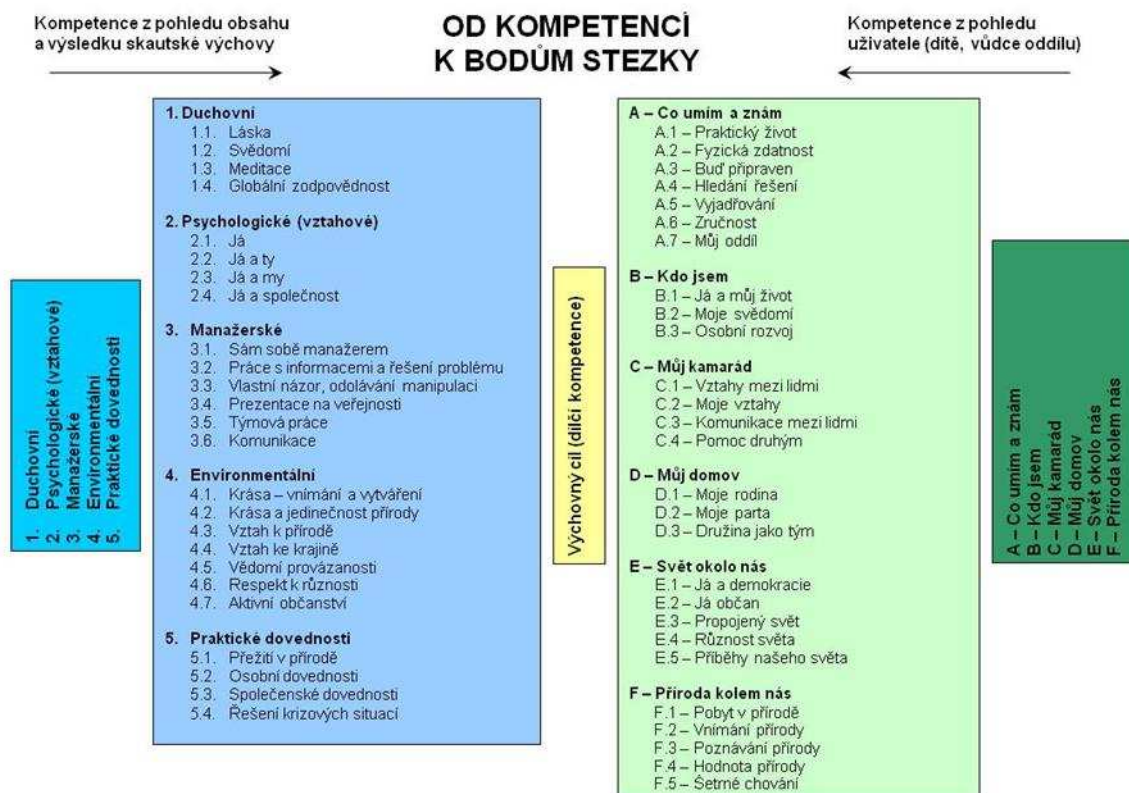 Kompetence z pohledu obsahu
a výsledku skautské výchovy
OD KOMPETENCÍ
K BODŮM STEZKY
Kompetence z pohledu
uživatele (dítě, vůdce oddílu)
1. Duchovní
2. Psychologické (vztahové)
3. Manažerské
4. Environmentální
5. Praktické dovednosti
1. Duchovní
1.1. Láska
1.2. Svědomí
1.3. Meditace
1.4. Globální zodpovědnost
2. Psychologické (vztahové)
2.1. Já
2.2. Já a ty
2.3. Já a my
2.4. Já a společnost
3. Manažerské
3.1. Sám sobě manažerem
3.2. Práce s informacemi a řešení problému
3.3. Vlastní názor, odolávání manipulaci
3.4. Prezentace na veřejnosti
3.5. Týmová práce
3.6. Komunikace
4. Environmentální
4.1. Krása – vnímání a vytváření
4.2. Krása a jedinečnost přírody
4.3. Vztah k přírodě
4.4. Vztah ke krajině
4.5. Vědomí provázanosti
4.6. Respekt k různosti
4.7. Aktivní občanství
5. Praktické dovednosti
5.1. Přežití v přírodě
5.2. Osobní dovednosti
5.3. Společenské dovednosti
5.4. Řešení krizových situací
Výchovný cíl (dílčí kompetence)
A – Co umím a znám
A.1 – Praktický život
A.2 – Fyzická zdatnost
A.3 – Buď připraven
A.4 – Hledání řešení
A.5 – Vyjadřování
A.6 – Zručnost
A.7 – Můj oddíl
B – Kdo jsem
B.1 – Já a můj život
B.2 – Moje svědomí
B.3 – Osobní rozvoj
C – Můj kamarád
C.1 – Vztahy mezi lidmi
C.2 – Moje vztahy
C.3 – Komunikace mezi lidmi
C.4 – Pomoc druhým
D – Můj domov
D.1 – Moje rodina
D.2 – Moje parta
D.3 – Družina jako tým
E – Svět okolo nás
E.1 – Já a demokracie
E.2 – Já občan
E.3 – Propojený svět
E.4 – Různost světa
E.5 – Příběhy našeho světa
F – Příroda kolem nás
F.1 – Pobyt v přírodě
F.2 – Vnímání přírody
F.3 – Poznávání přírody
F.4 – Hodnota přírody
F.5 – Šetrné chování
A – Co umím a znám
B – Kdo jsem
C – Můj kamarád
D – Můj domov
E – Svět okolo nás
F – Příroda kolem nás